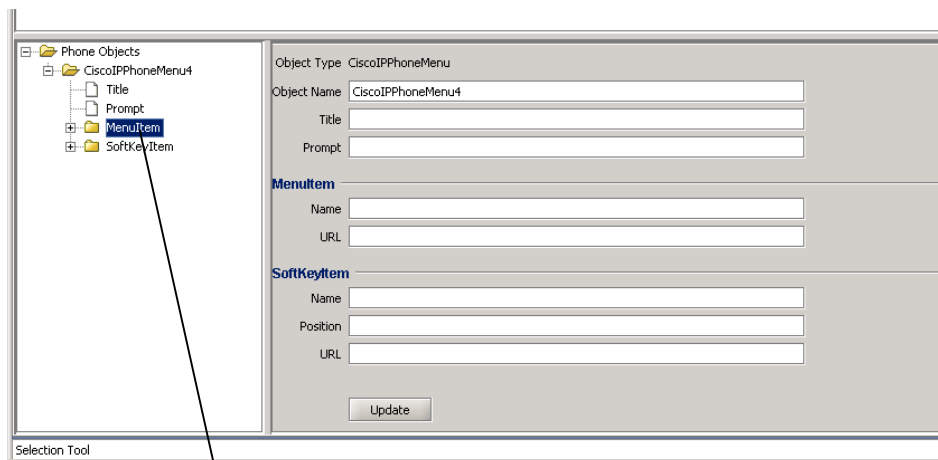 Phone Objects
CiscoIPPhoneMenu4
Title
Prompt
MenuItem
SoftKeyItem
Object Type CiscoIPPhoneMenu
Object Name CiscoIPPhoneMenu4
Title
Prompt
MenuItem
Name
URL
SoftKeyItem
Name
Position
URL
Update
Selection Tool